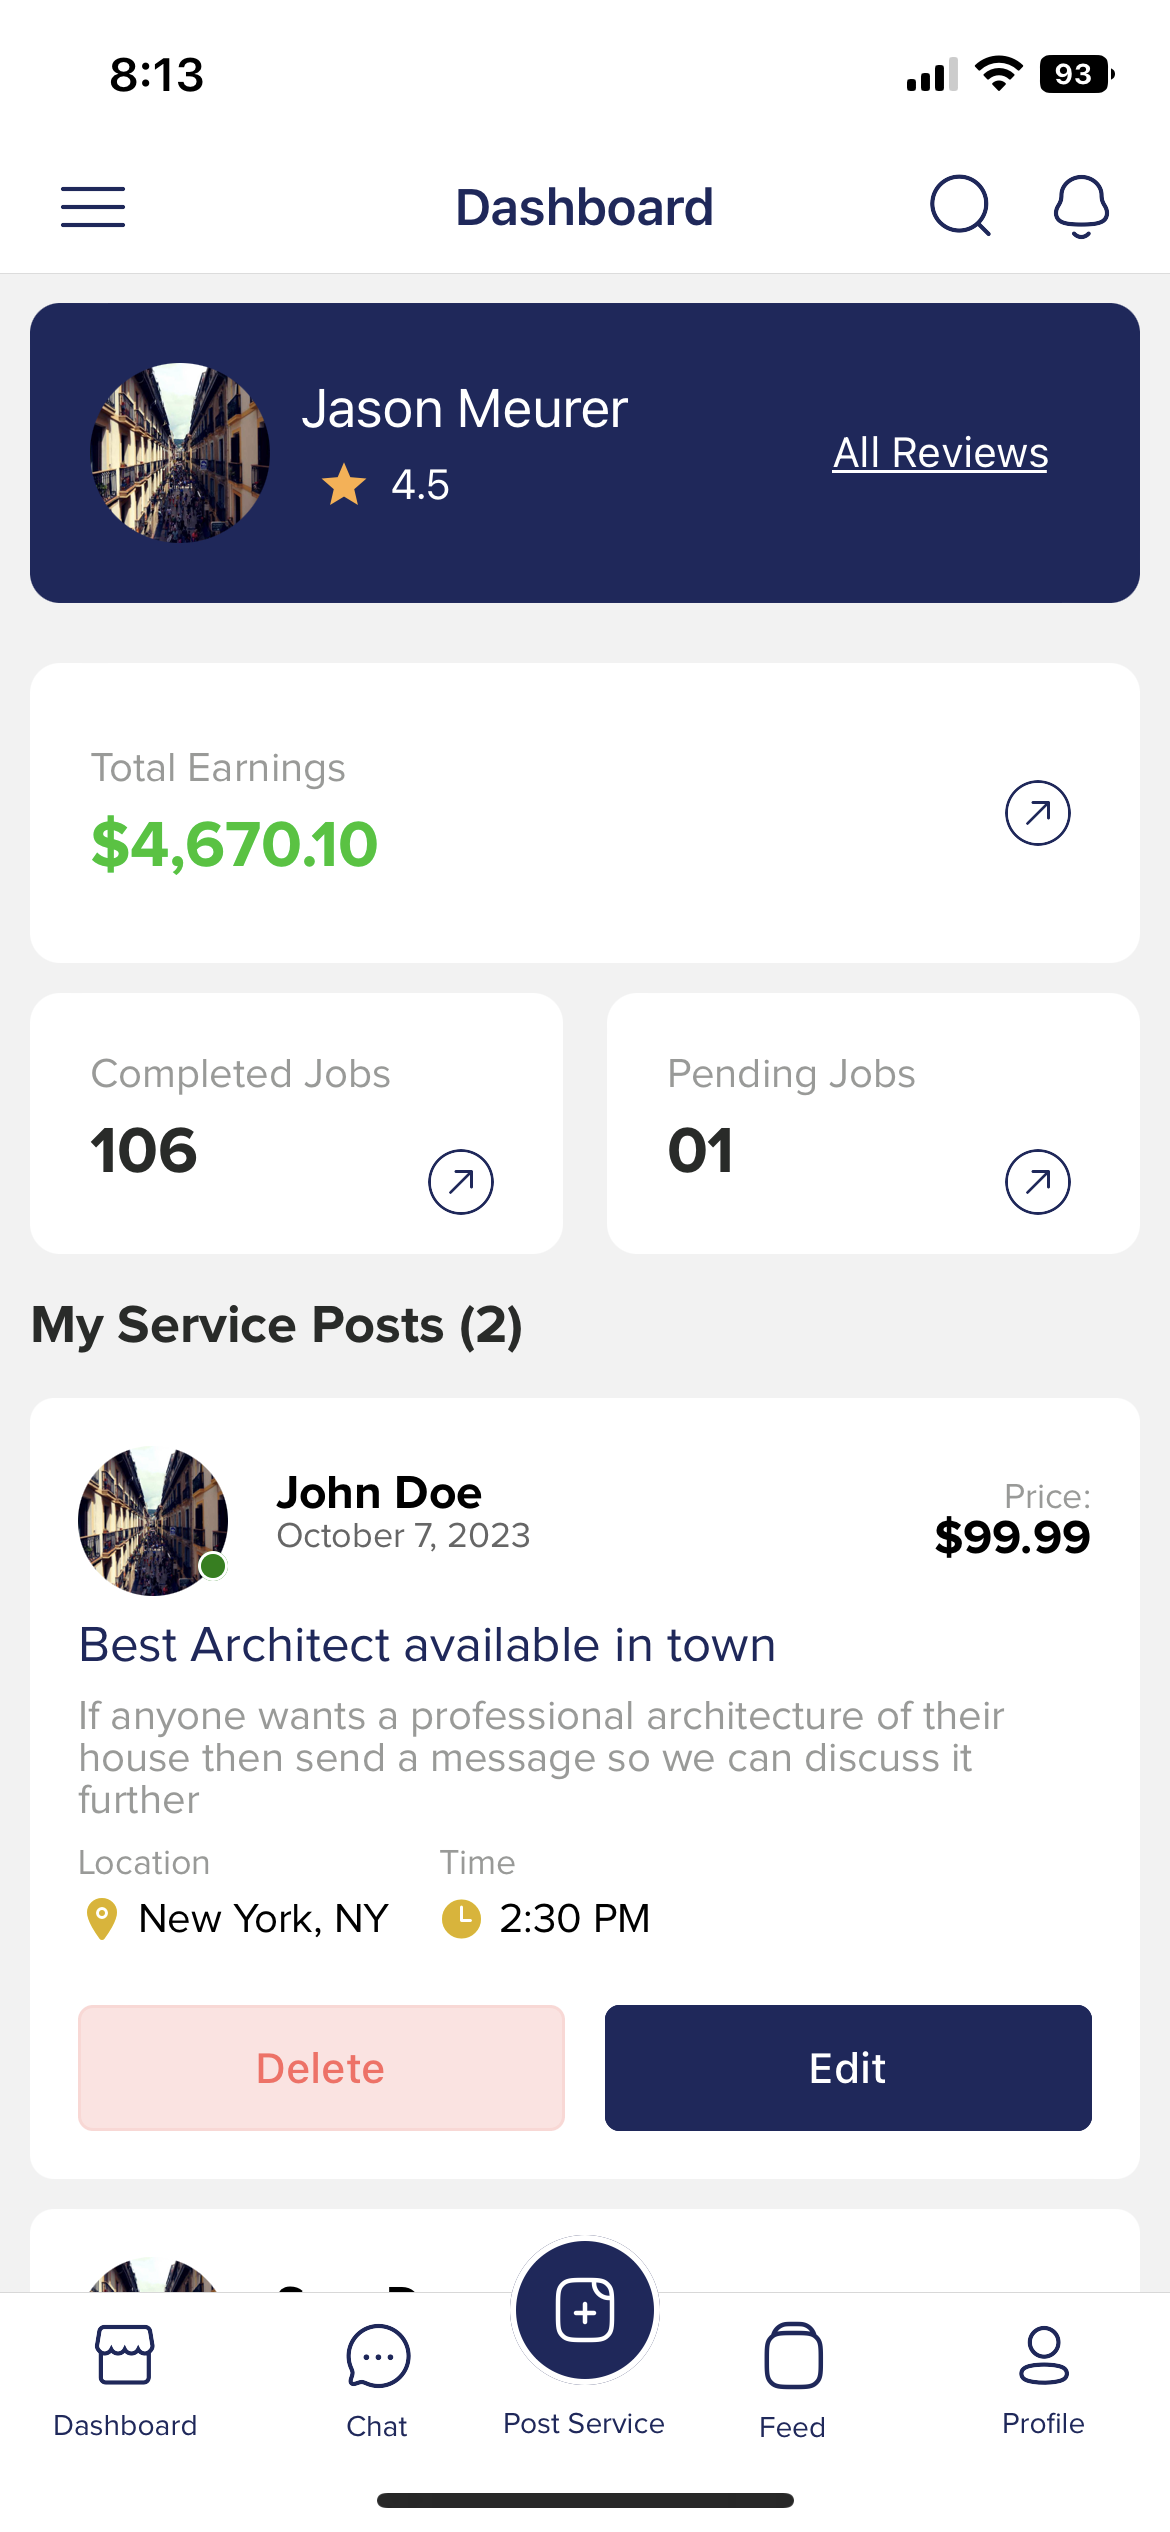 8:13
93
Dashboard
Jason Meurer
4.5
All Reviews
Total Earnings
$4,670.10
Completed Jobs
106
Pending Jobs
01
My Service Posts (2)
John Doe
October 7, 2023
Price:
$99.99
Best Architect available in town
If anyone wants a professional architecture of their
house then send a message so we can discuss it
further
Location
Time
New York, NY
2:30 PM
Delete
Edit
Dashboard
Chat
Post Service
Feed
Profile